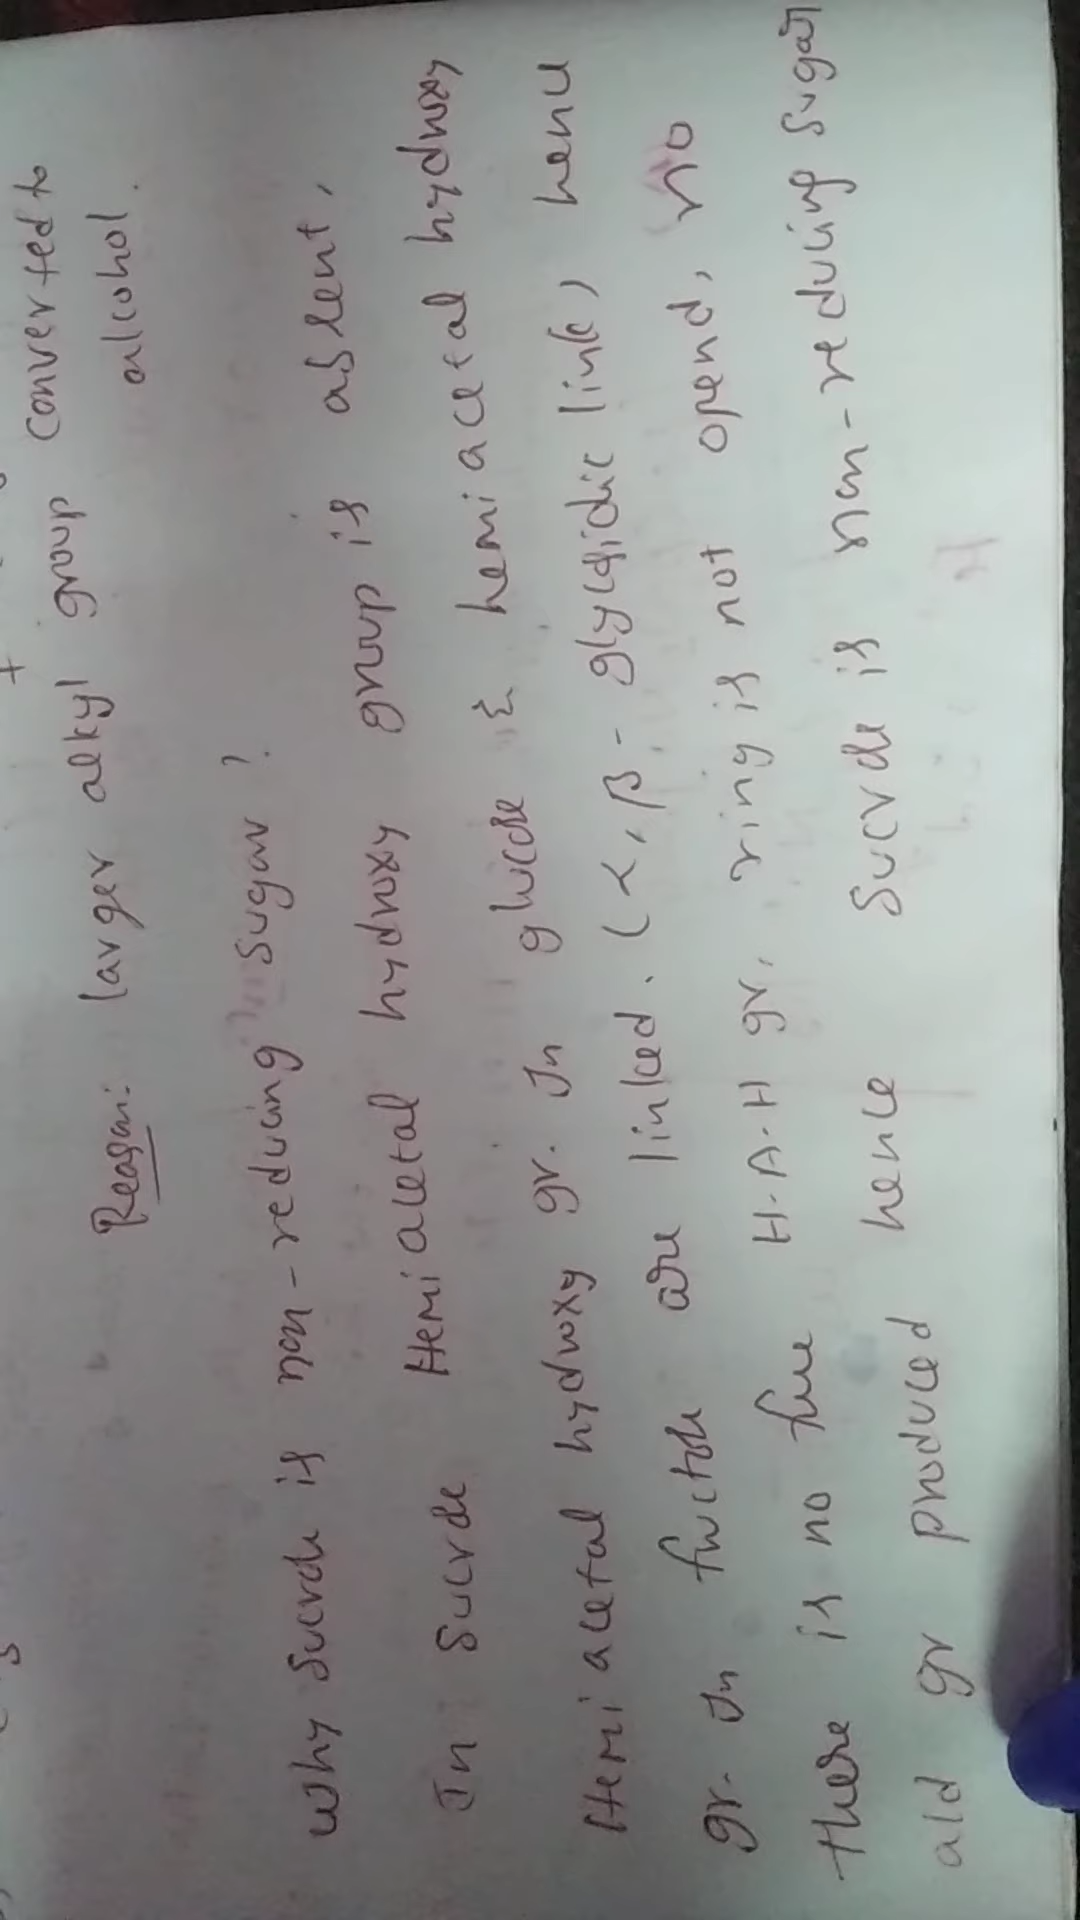 converted to
Reason: larger alkyl group alcohol.
Why Sucrose is non-reducing sugar?
In Sucrose Hemiacetal hydroxy group is absent,
Hemiacetal hydroxy gr. In glucose & hemiacetal hydroxy
gr. In fructose are linked. (α,β-glycosidic link) hence
there is no free H.A.H gr. ring is not opend, no
ald gr produced hence Sucrose is non-reducing sugar